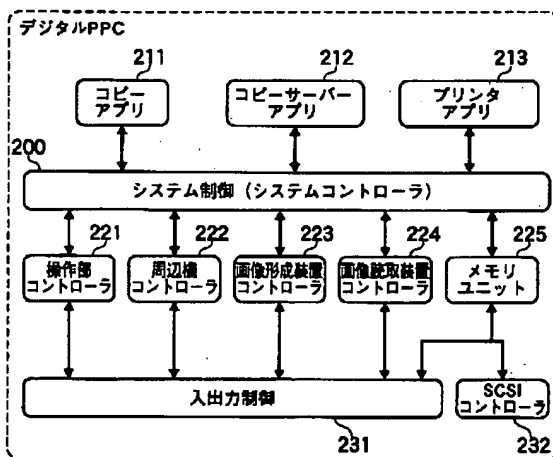 デジタルPPC
211
212
213
コピー
アプリ
コピーサーバー
アプリ
プリンタ
アプリ
200
システム制御（システムコントローラ）
221
222
223
224
225
操作部
コントローラ
周辺機
コントローラ
画像形成装置
コントローラ
画像読取装置
コントローラ
メモリ
ユニット
入出力制御
SCSI
コントローラ
231
232